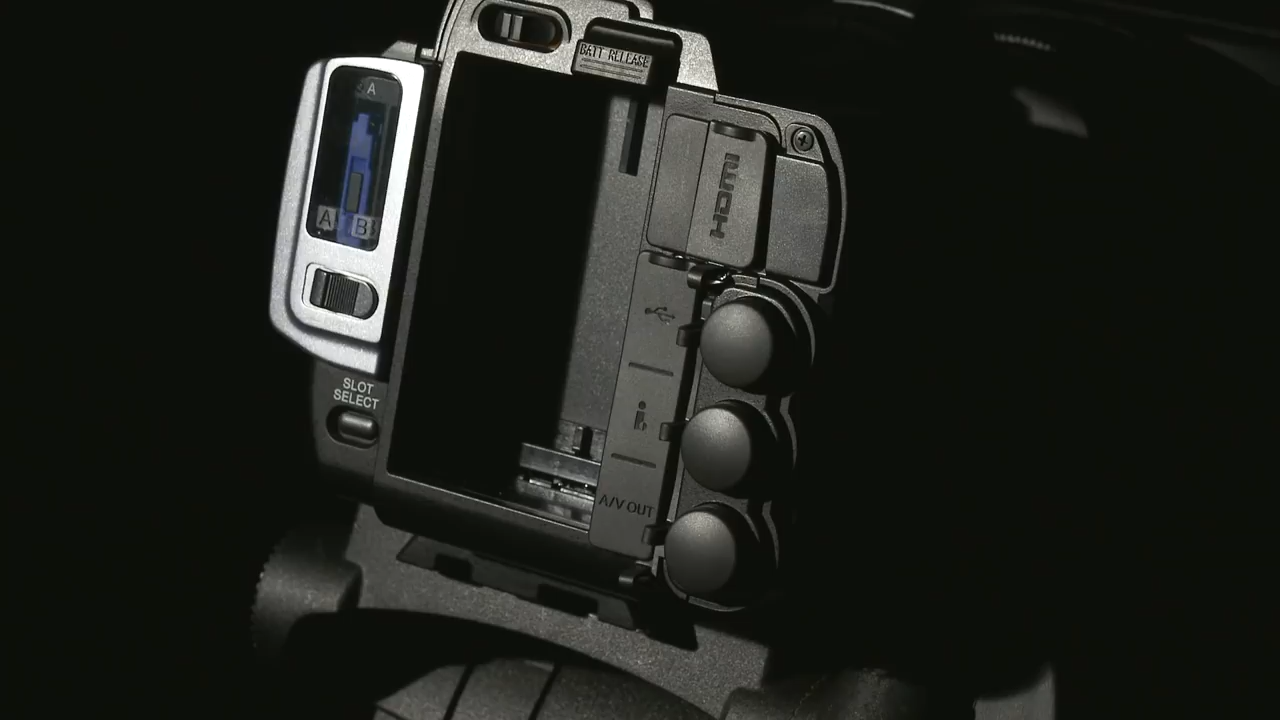 BATT RELEASE
A
A B
HDMI
SLOT
SELECT
A/V OUT